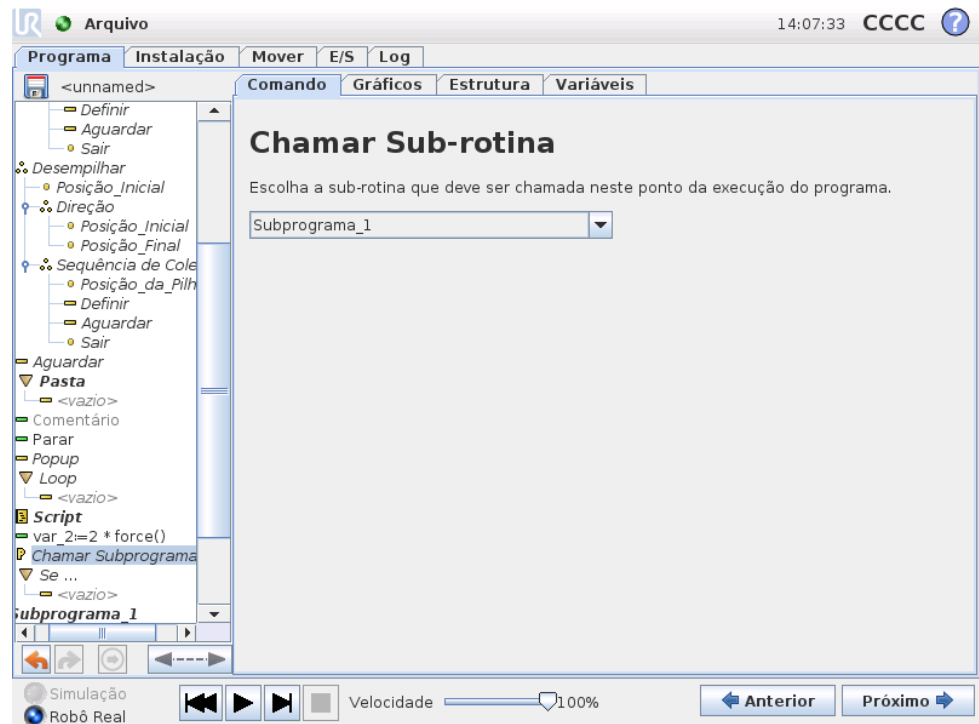 UR Arquivo 14:07:33 CCCC ?
Programa Instalação Mover E/S Log
<unnamed>
Comando Gráficos Estrutura Variáveis
Definir
Aguardar
Sair
Desempilhar
Posição_Inicial
Direção
Posição_Inicial
Posição_Final
Sequência de Cole
Posição_da_Pilh
Definir
Aguardar
Sair
Aguardar
Pasta
<vazio>
Comentário
Parar
Popup
Loop
<vazio>
Script
var_2:=2 * force()
Chamar Subprograma
Se ...
<vazio>
Subprograma_1
Chamar Sub-rotina
Escolha a sub-rotina que deve ser chamada neste ponto da execução do programa.
Subprograma_1
Simulação
Robô Real
Velocidade 100%
Anterior Próximo